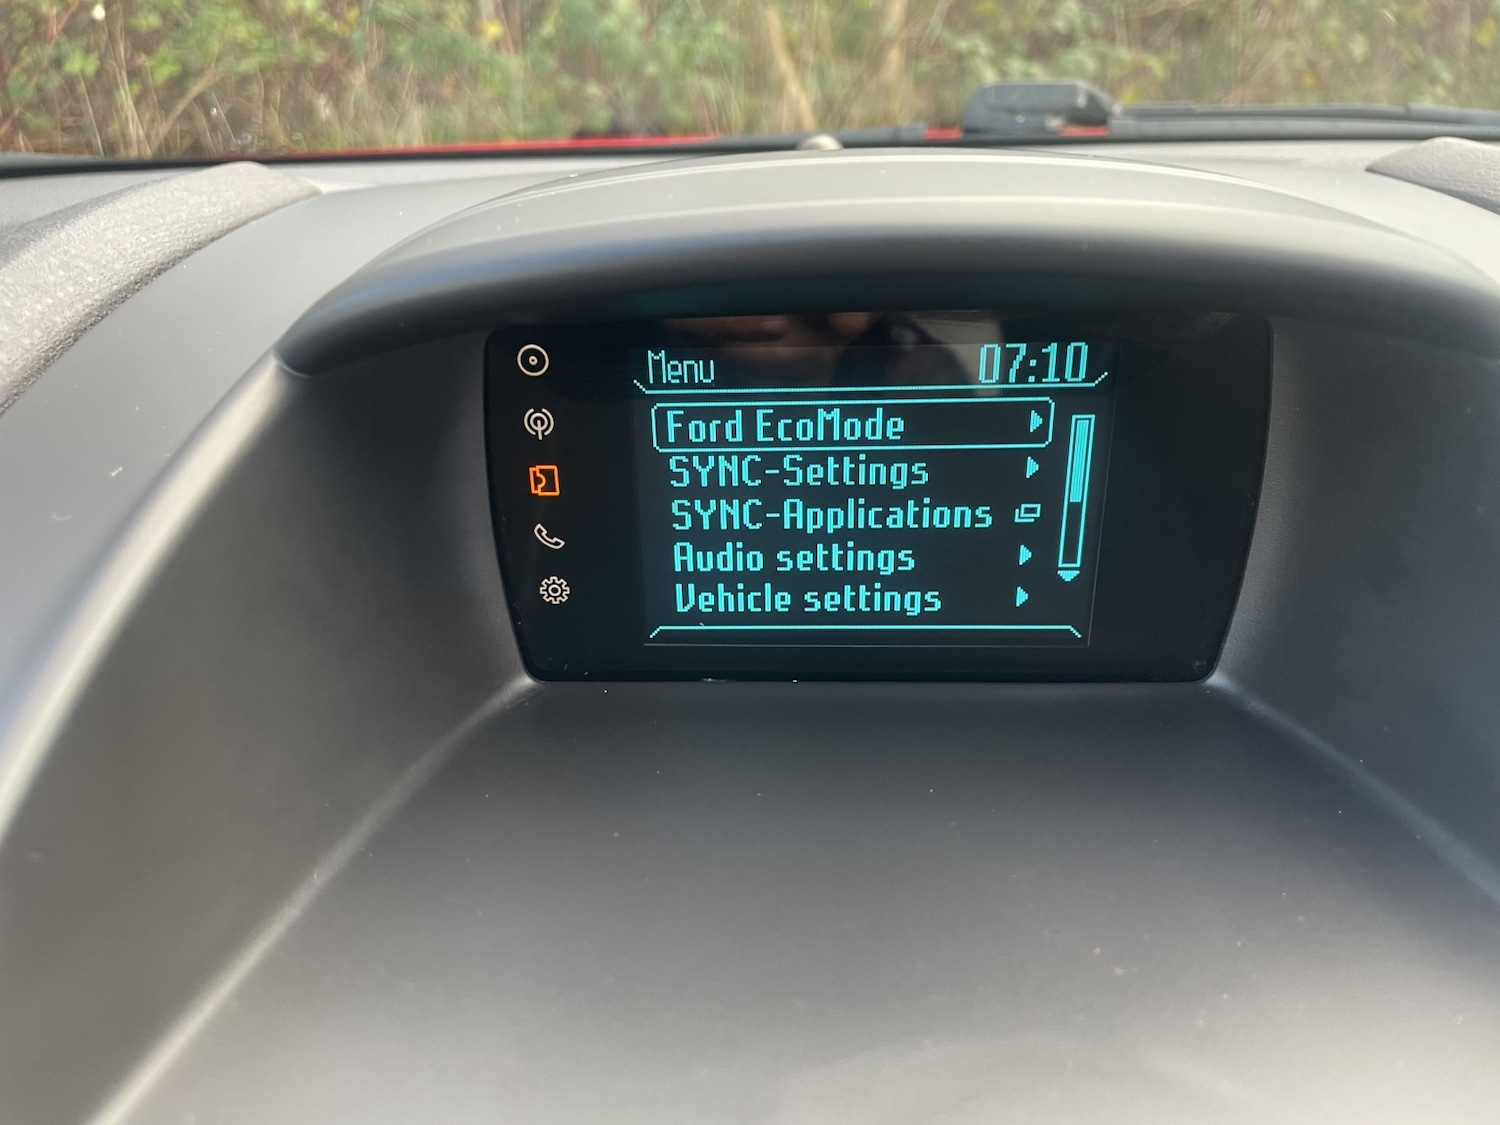 Menu 07:10
Ford EcoMode
SYNC-Settings
SYNC-Applications
Audio settings
Vehicle settings